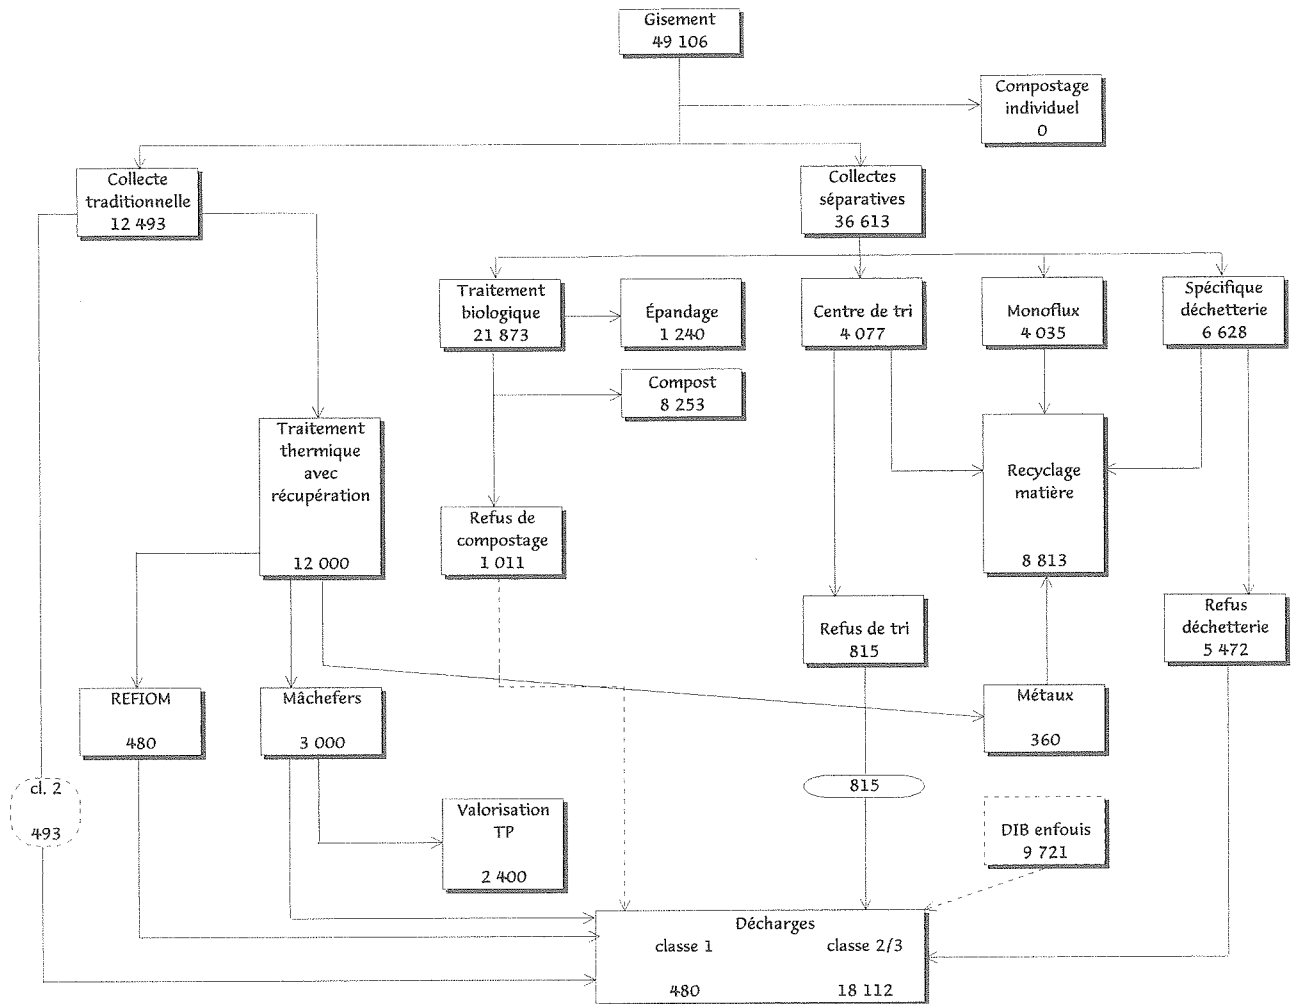 Gisement
49 106
Compostage
individuel
0
Collecte
traditionnelle
12 493
Collectes
séparatives
36 613
Traitement
biologique
21 873
Épandage
1 240
Centre de tri
4 077
Monoflux
4 035
Spécifique
déchetterie
6 628
Compost
8 253
Traitement
thermique
avec
récupération
12 000
Recyclage
matière
8 813
Refus de
compostage
1 011
Refus de tri
815
Refus
déchetterie
5 472
REFIOM
480
Mâchefers
3 000
Métaux
360
cl. 2
493
815
Valorisation
TP
2 400
DIB enfouis
9 721
Décharges
classe 1 classe 2/3
480 18 112